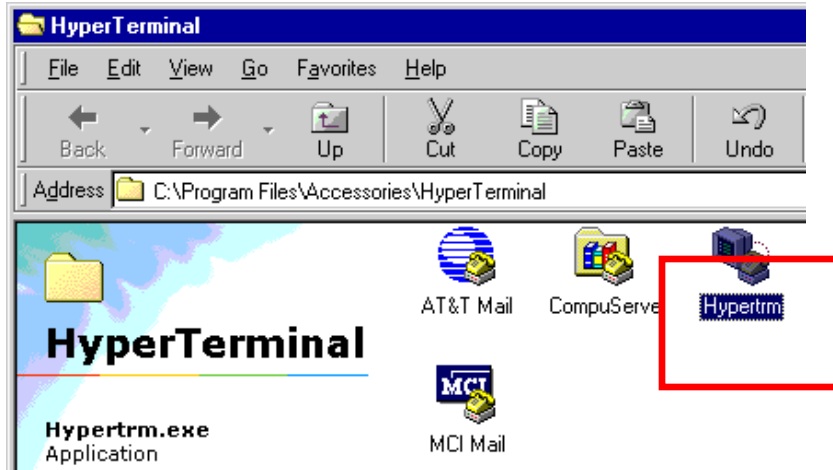 HyperTerminal
File Edit View Go Favorites Help
Back Forward Up Cut Copy Paste Undo
Address C:\Program Files\Accessories\HyperTerminal
AT&T Mail CompuServe Hypertrm
HyperTerminal
MCI
Hypertrm.exe
MCI Mail
Application